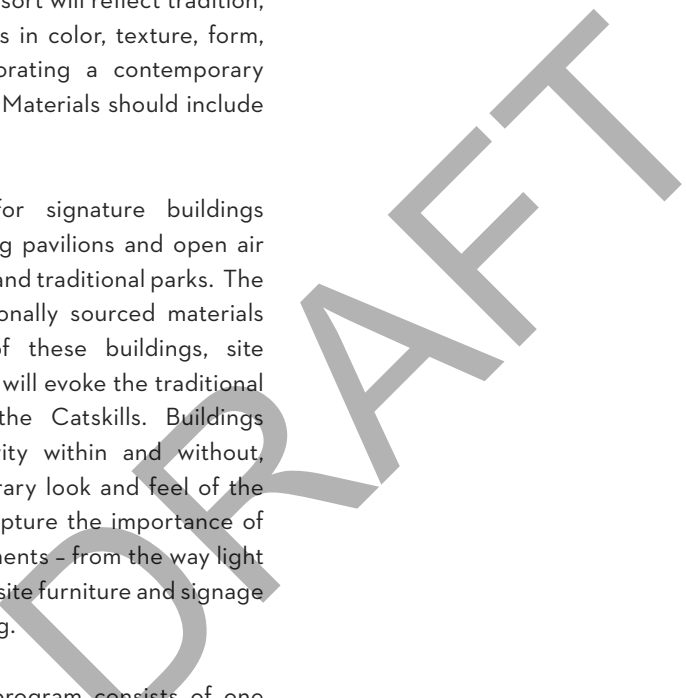 sort will reflect tradition,
s in color, texture, form,
orating a contemporary
Materials should include
for signature buildings
g pavilions and open air
and traditional parks. The
onally sourced materials
of these buildings, site
will evoke the traditional
the Catskills. Buildings
ity within and without,
rary look and feel of the
pture the importance of
ents – from the way light
site furniture and signage
g.
program consists of one
DRAFT